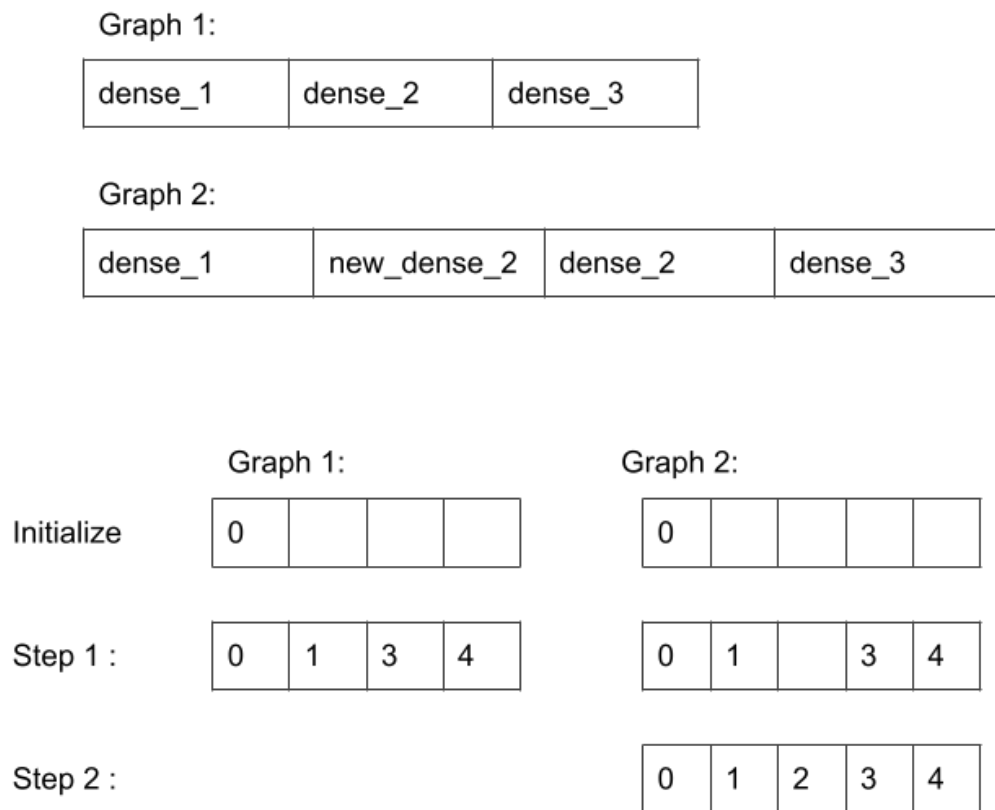 Graph 1:
dense_1 dense_2 dense_3
Graph 2:
dense_1 new_dense_2 dense_2 dense_3
Graph 1: Graph 2:
Initialize 0 0
Step 1 : 0 1 3 4 0 1 3 4
Step 2 : 0 1 2 3 4